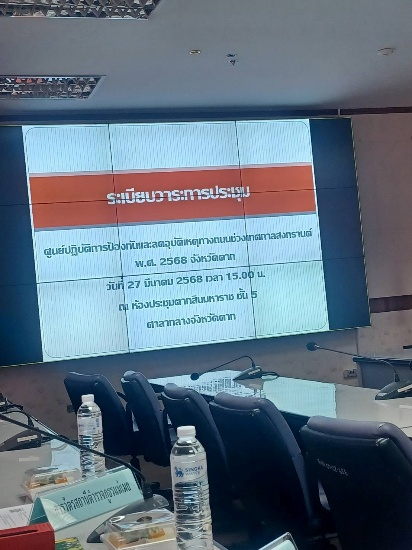 ระเบียบวาระการประชุม
ศูนย์ปฏิบัติการป้องกันและลดอุบัติเหตุทางถนนช่วงเทศกาลสงกรานต์
พ.ศ. 2568 จังหวัดตาก
วันที่ 27 มีนาคม 2568 เวลา 15.00 น.
ณ ห้องประชุมตากสินมหาราช ชั้น 5
ศาลากลางจังหวัดตาก
SINGHA